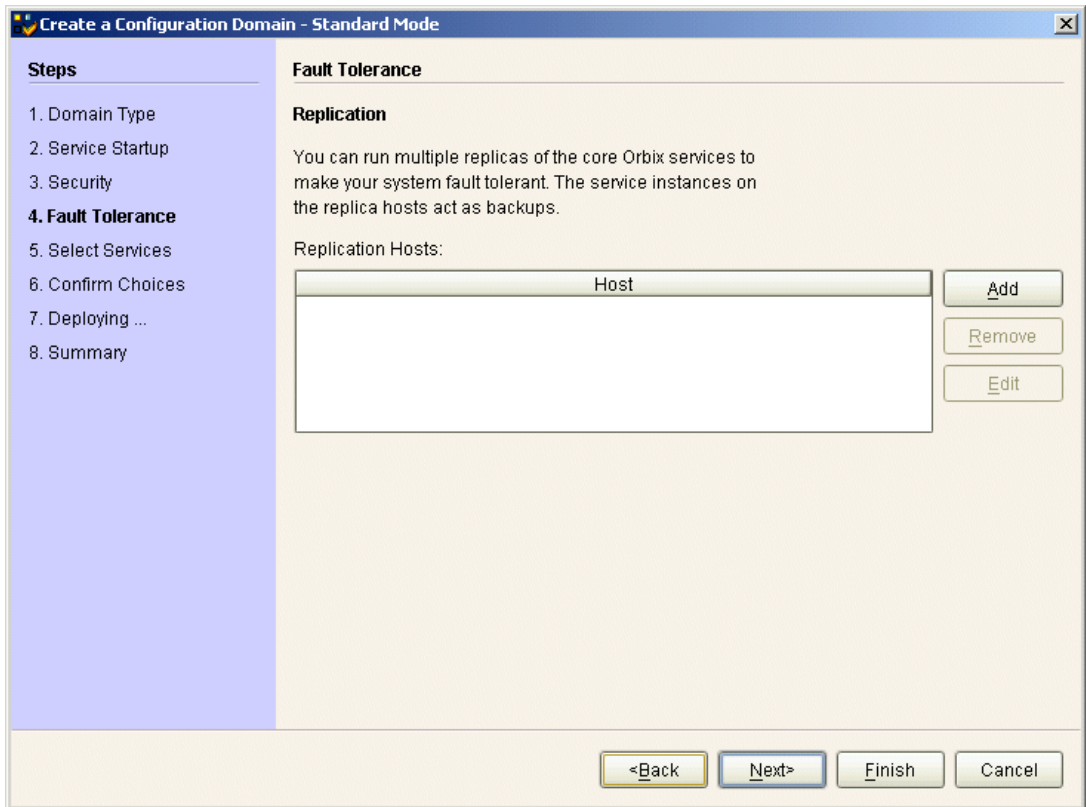 Create a Configuration Domain - Standard Mode
Steps
1. Domain Type
2. Service Startup
3. Security
4. Fault Tolerance
5. Select Services
6. Confirm Choices
7. Deploying ...
8. Summary
Fault Tolerance
Replication
You can run multiple replicas of the core Orbix services to
make your system fault tolerant. The service instances on
the replica hosts act as backups.
Replication Hosts:
Host
Add
Remove
Edit
<Back
Next>
Finish
Cancel